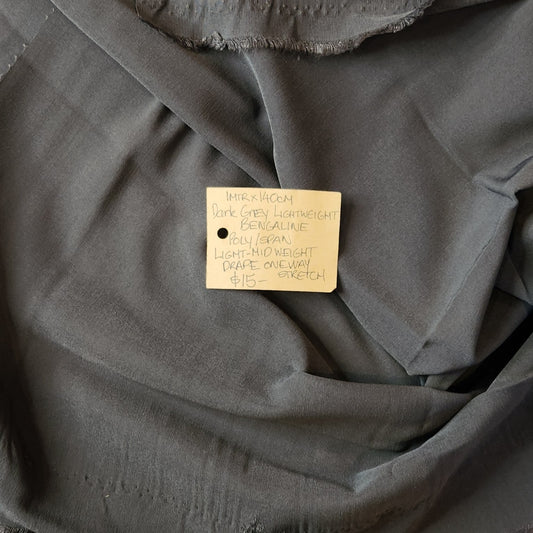 1MTR x 140CM
Dark Grey LIGHTWEIGHT
BENGALINE
POLY/SPAN
LIGHT-MID WEIGHT
DRAPE ONE WAY
STRETCH
$15-